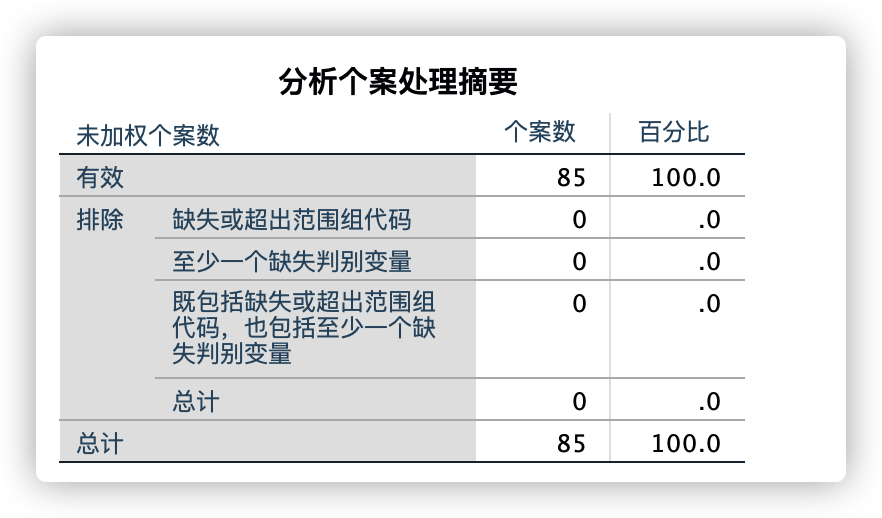 分析个案处理摘要
未加权个案数 个案数 百分比
有效 85 100.0
排除 缺失或超出范围组代码 0 .0
至少一个缺失判别变量 0 .0
既包括缺失或超出范围组 0 .0
代码，也包括至少一个缺
失判别变量
总计 0 .0
总计 85 100.0